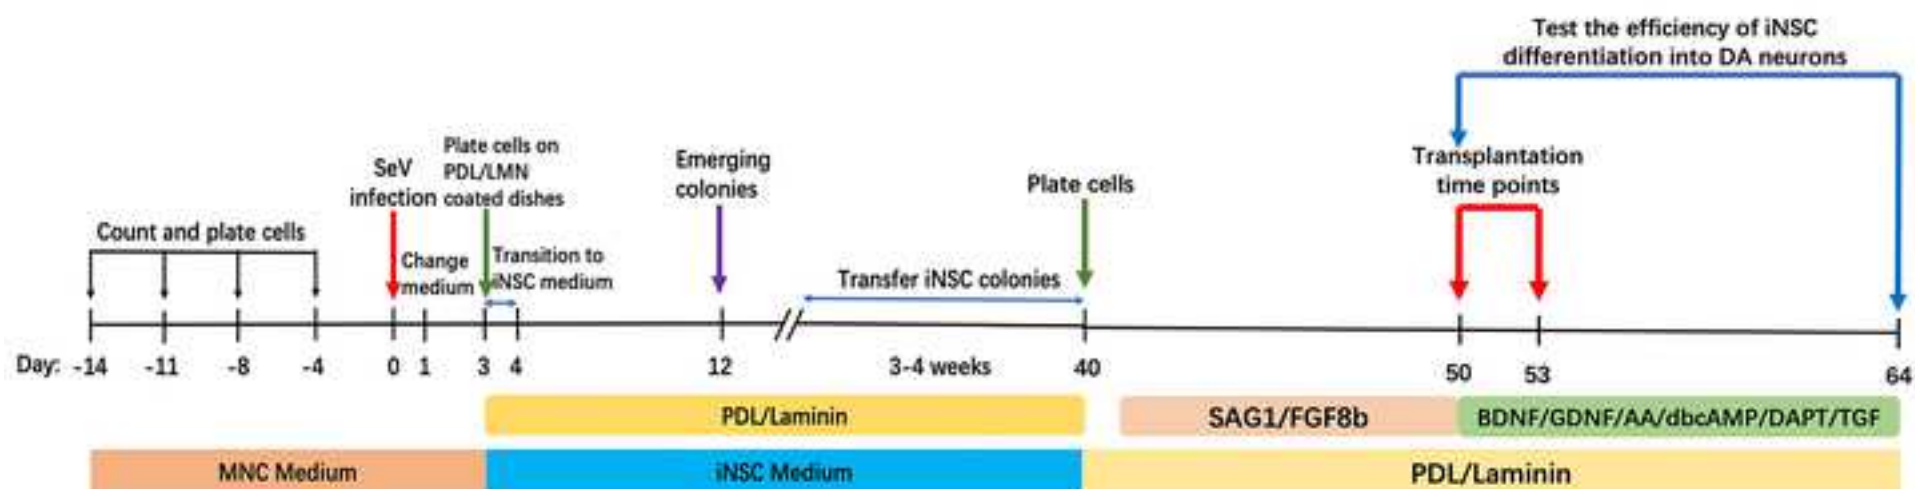 Test the efficiency of iNSC
differentiation into DA neurons
Plate cells on
PDL/LMN
coated dishes
SeV
infection
Emerging
colonies
Transplantation
time points
Plate cells
Count and plate cells
Change
medium
Transition to
iNSC medium
Transfer iNSC colonies
Day: -14 -11 -8 -4 0 1 3 4 12 3-4 weeks 40 50 53 64
PDL/Laminin SAG1/FGF8b BDNF/GDNF/AA/dbcAMP/DAPT/TGF
MNC Medium iNSC Medium PDL/Laminin